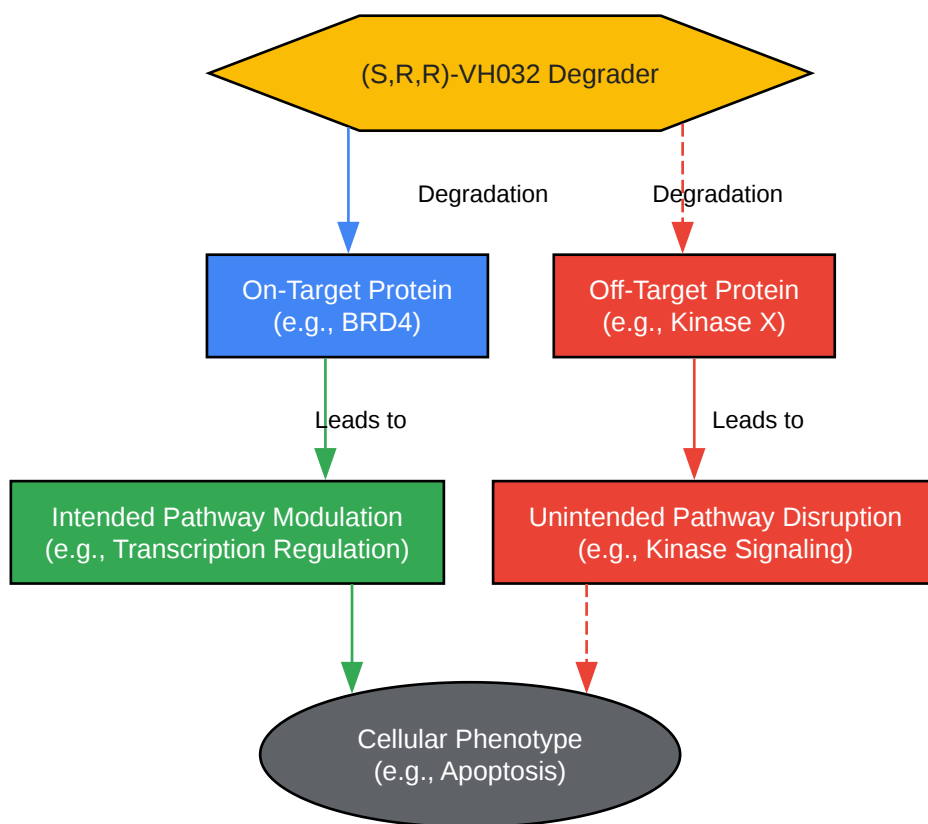 (S,R,R)-VH032 Degrader
Degradation
Degradation
On-Target Protein
(e.g., BRD4)
Off-Target Protein
(e.g., Kinase X)
Leads to
Leads to
Intended Pathway Modulation
(e.g., Transcription Regulation)
Unintended Pathway Disruption
(e.g., Kinase Signaling)
Cellular Phenotype
(e.g., Apoptosis)